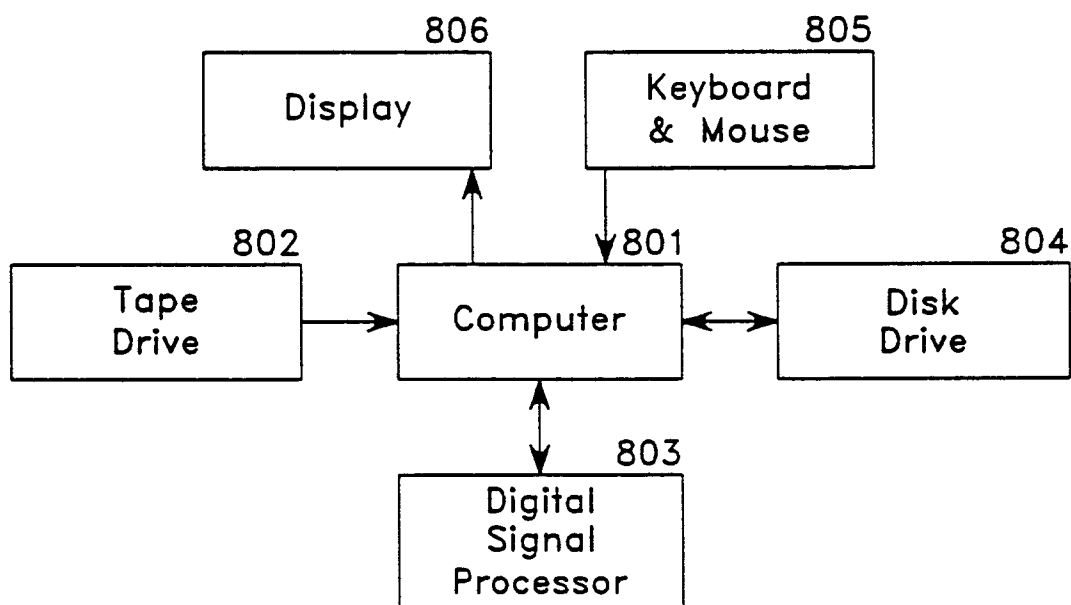 806
Display
805
Keyboard
& Mouse
802
Tape
Drive
801
Computer
804
Disk
Drive
803
Digital
Signal
Processor